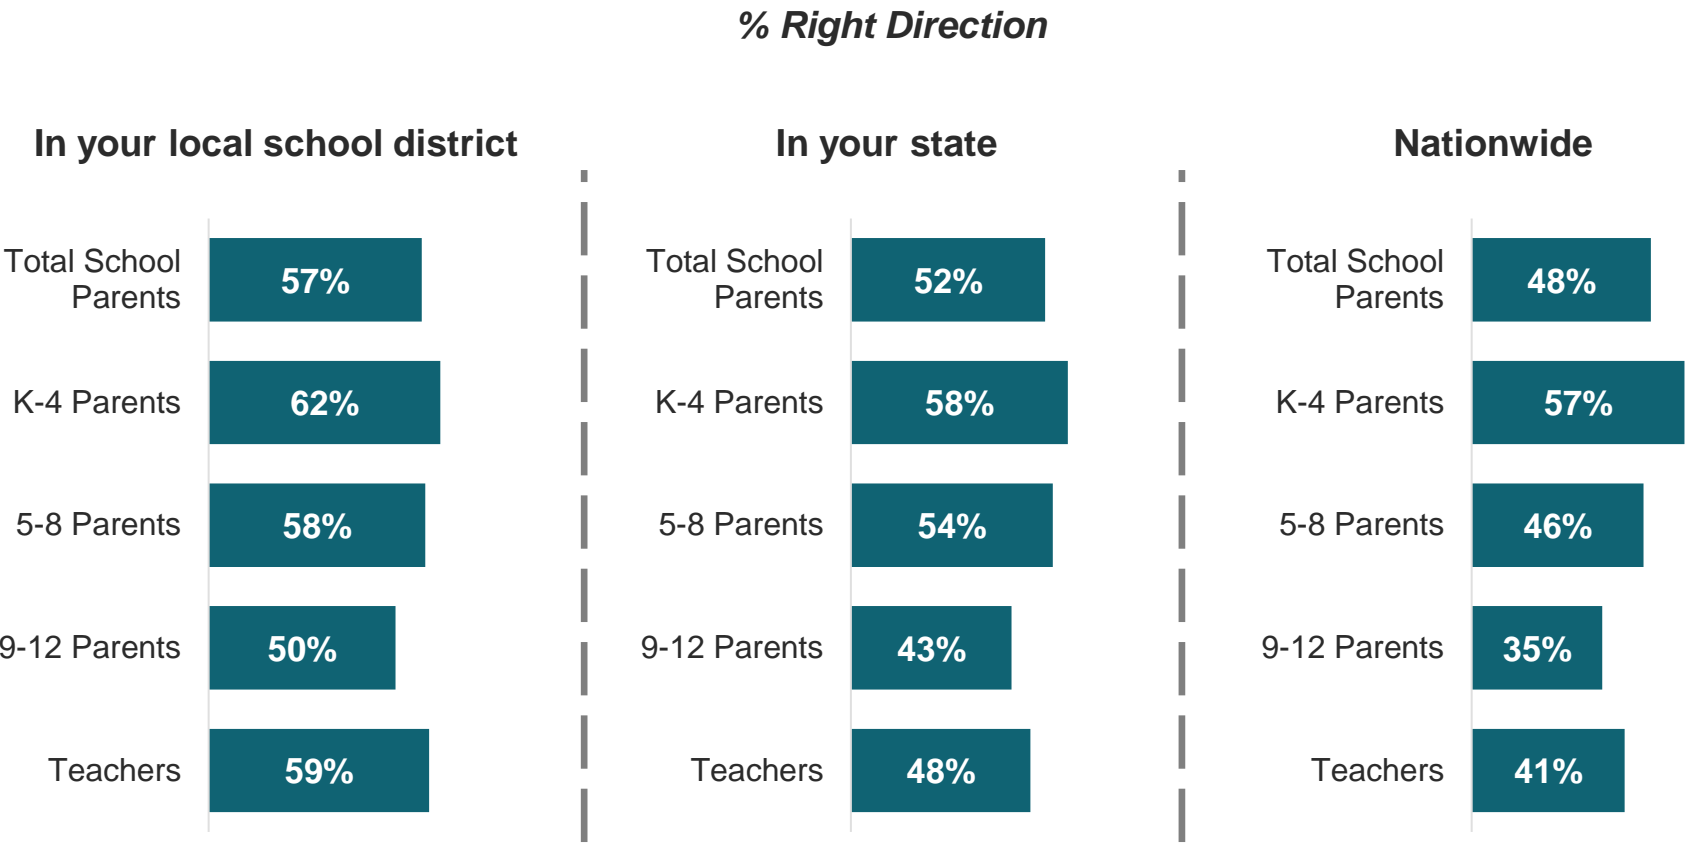 % Right Direction
In your local school district
Total School
Parents
57%
K-4 Parents
62%
5-8 Parents
58%
9-12 Parents
50%
Teachers
59%
In your state
Total School
Parents
52%
K-4 Parents
58%
5-8 Parents
54%
9-12 Parents
43%
Teachers
48%
Nationwide
Total School
Parents
48%
K-4 Parents
57%
5-8 Parents
46%
9-12 Parents
35%
Teachers
41%